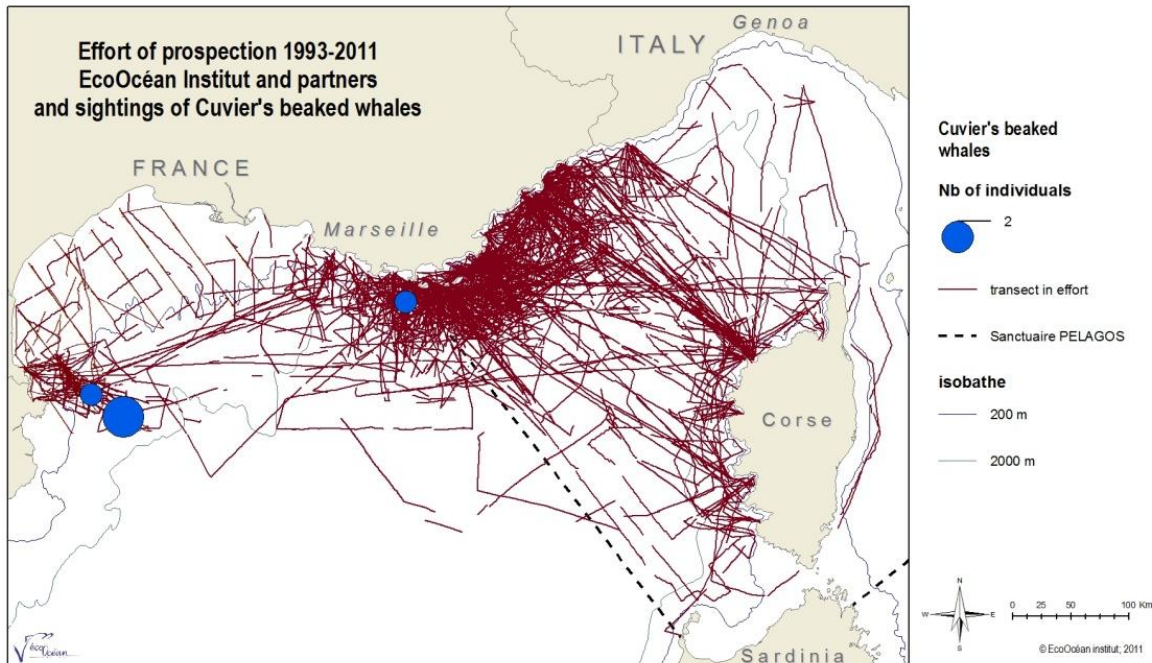 Effort of prospection 1993-2011
EcoOcéan Institut and partners
and sightings of Cuvier's beaked whales
Genoa
ITALY
FRANCE
Marseille
Corse
Sardinia
écoOcéan
Cuvier's beaked
whales
Nb of individuals
2
transect in effort
Sanctuaire PELAGOS
isobathe
200 m
2000 m
N
W
E
S
0 25 50 100 Km
© EcoOcéan institut, 2011